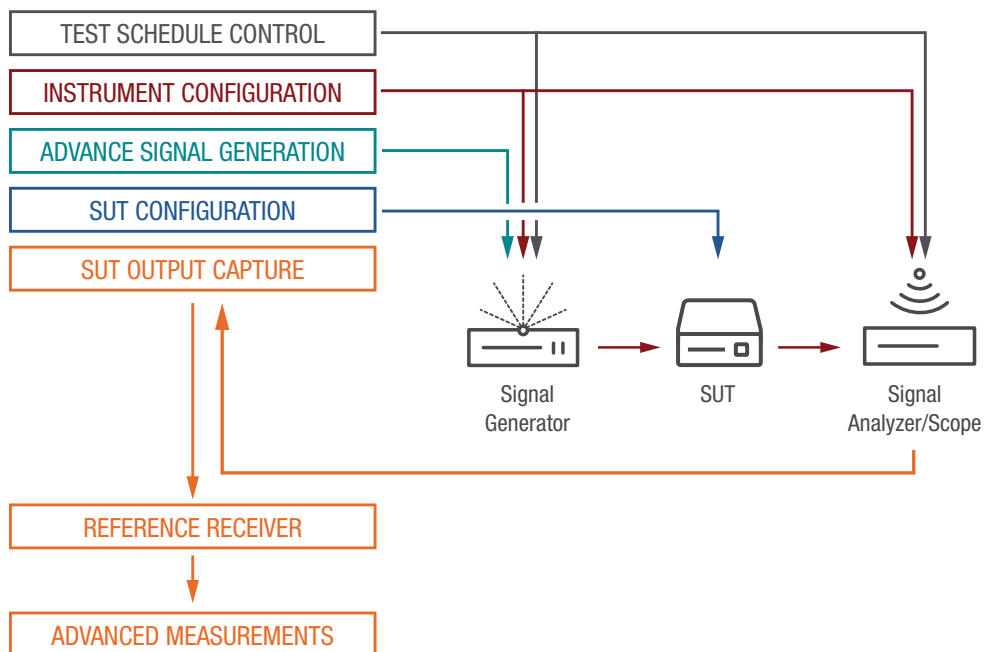 TEST SCHEDULE CONTROL
INSTRUMENT CONFIGURATION
ADVANCE SIGNAL GENERATION
SUT CONFIGURATION
SUT OUTPUT CAPTURE
Signal
Generator
SUT
Signal
Analyzer/Scope
REFERENCE RECEIVER
ADVANCED MEASUREMENTS